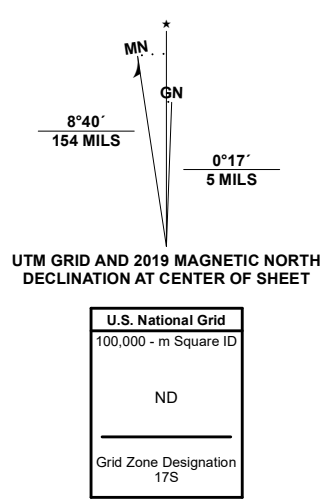 MN
GN
8°40´
154 MILS
0°17´
5 MILS
UTM GRID AND 2019 MAGNETIC NORTH
DECLINATION AT CENTER OF SHEET
U.S. National Grid
100,000 - m Square ID
ND
Grid Zone Designation
17S